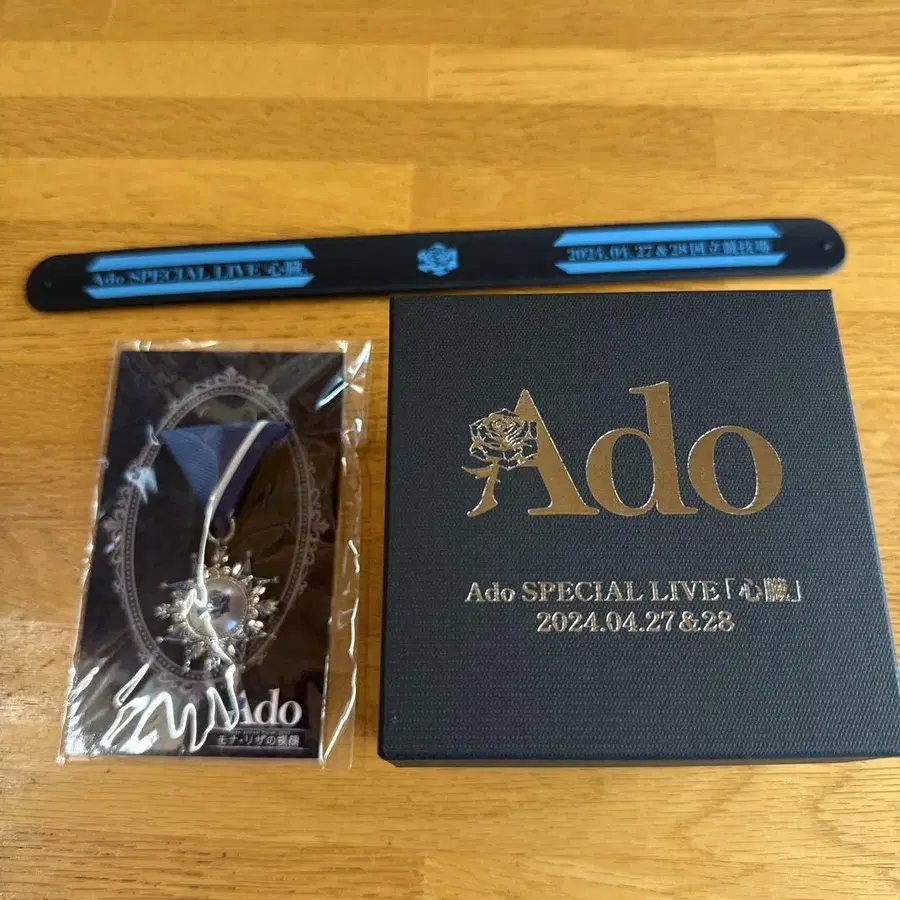 Ado SPECIAL LIVE「心臓」
2024.04.27&28国立競技場
Ado
Ado SPECIAL LIVE「心臓」
2024.04.27&28
Ado
モナ・リザの横顔